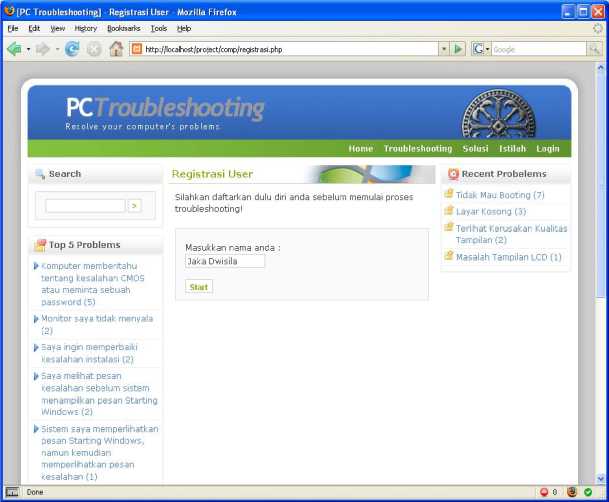 [PC Troubleshooting] - Registrasi User - Mozilla Firefox
File Edit View History Bookmarks Tools Help
http://localhost/project/comp/registrasi.php
Google
PCTroubleshooting
Resolve your computer's problems
Home Troubleshooting Solusi Istilah Login
Search
>
Top 5 Problems
Komputer memberitahu
tentang kesalahan CMOS
atau meminta sebuah
password (5)
Monitor saya tidak menyala
(2)
Saya ingin memperbaiki
kesalahan instalasi (2)
Saya melihat pesan
kesalahan sebelum sistem
menampilkan pesan Starting
Windows (2)
Sistem saya memperlihatkan
pesan Starting Windows,
namun kemudian
memperlihatkan pesan
kesalahan (1)
Registrasi User
Silahkan daftarkan dulu diri anda sebelum memulai proses
troubleshooting!
Masukkan nama anda :
Jaka Dwisila
Start
Recent Probelems
Tidak Mau Booting (7)
Layar Kosong (3)
Terlihat Kerusakan Kualitas
Tampilan (2)
Masalah Tampilan LCD (1)
Done
0